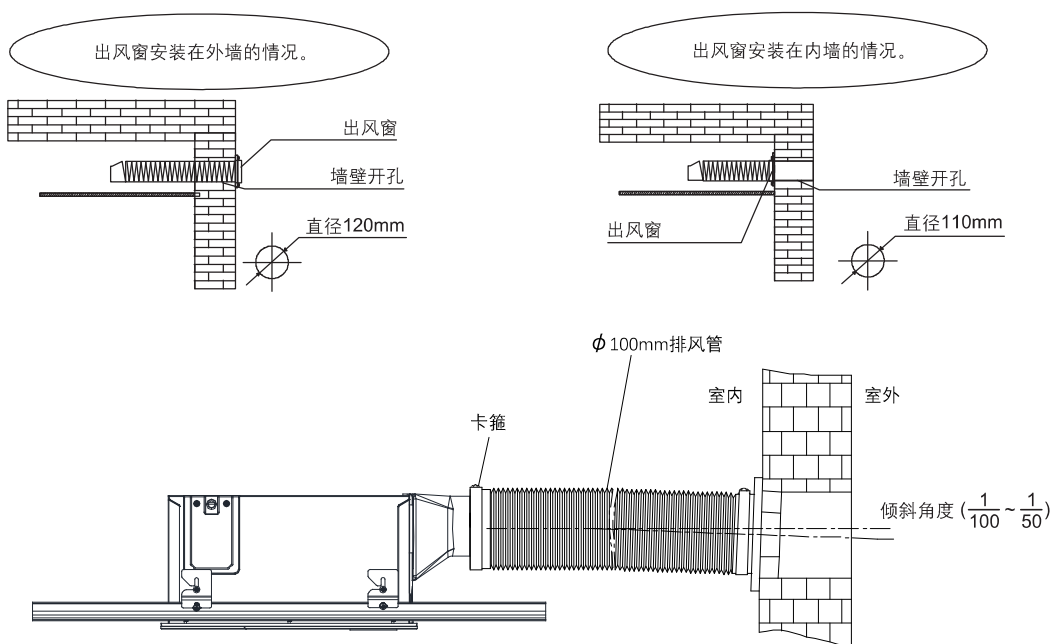 出风窗安装在外墙的情况。
出风窗
墙壁开孔
直径120mm
出风窗安装在内墙的情况。
墙壁开孔
出风窗
直径110mm
ϕ100mm排风管
室内
室外
卡箍
倾斜角度 (1/100 ~ 1/50)